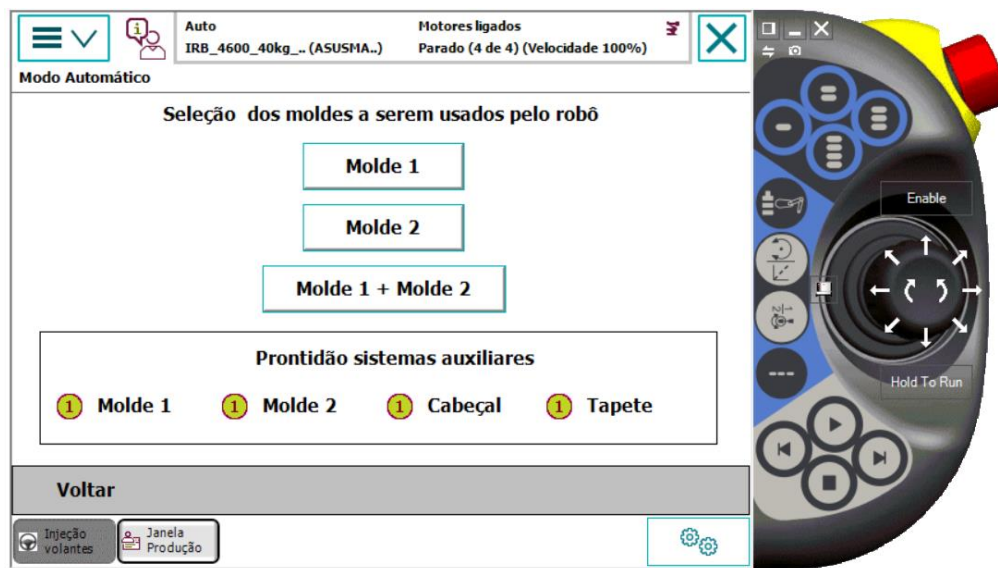 Auto
IRB_4600_40kg_.. (ASUSMA..)
Motores ligados
Parado (4 de 4) (Velocidade 100%)
Modo Automático
Seleção dos moldes a serem usados pelo robô
Molde 1
Molde 2
Molde 1 + Molde 2
Prontidão sistemas auxiliares
1 Molde 1
1 Molde 2
1 Cabeçal
1 Tapete
Voltar
Injeção
volantes
Janela
Produção
Enable
Hold To Run